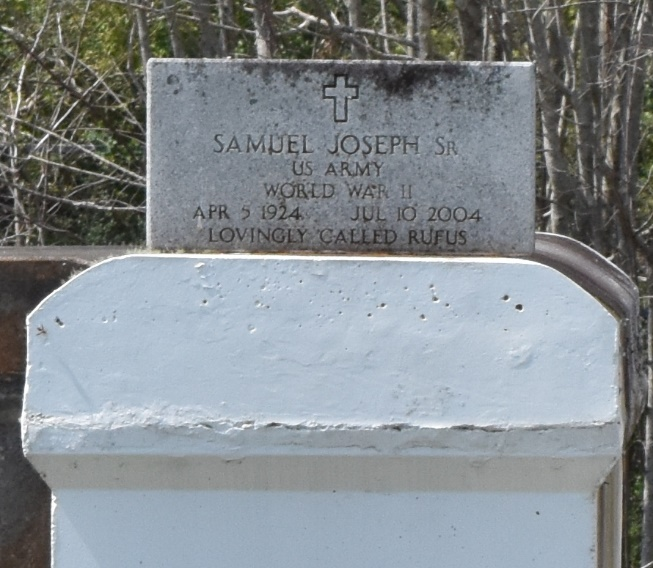 SAMUEL JOSEPH SR
US ARMY
WORLD WAR II
APR 5 1924 JUL 10 2004
LOVINGLY CALLED RUFUS